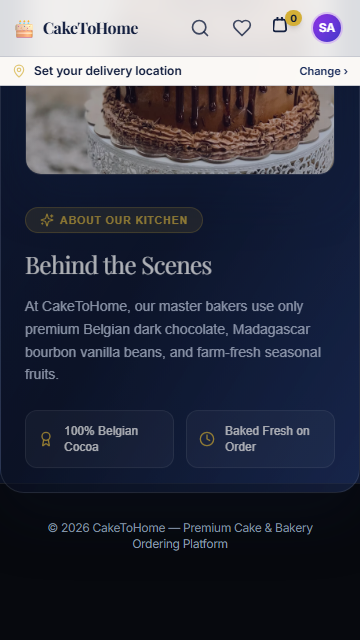 CakeToHome
0
SA
Set your delivery location
Change ›
ABOUT OUR KITCHEN
Behind the Scenes
At CakeToHome, our master bakers use only
premium Belgian dark chocolate, Madagascar
bourbon vanilla beans, and farm-fresh seasonal
fruits.
100% Belgian
Cocoa
Baked Fresh on
Order
© 2026 CakeToHome — Premium Cake & Bakery
Ordering Platform